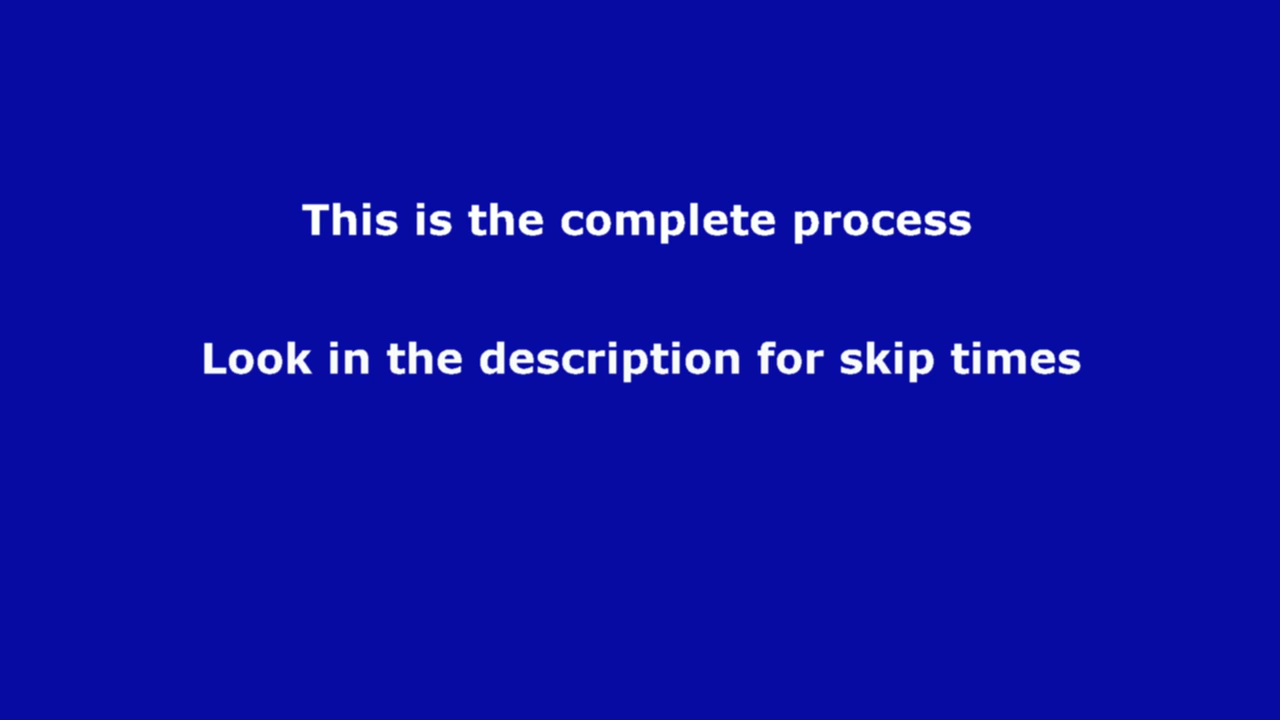 This is the complete process
Look in the description for skip times